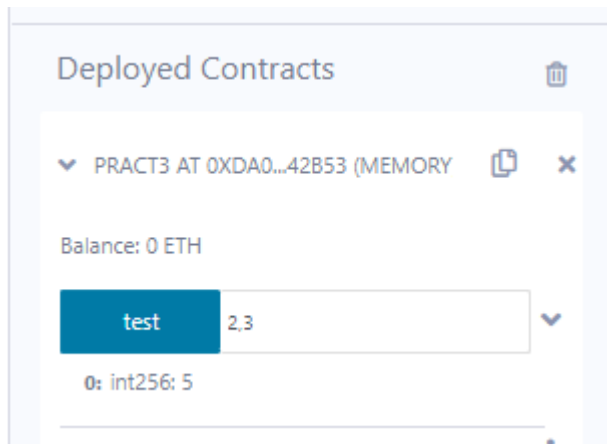 Deployed Contracts
PRACT3 AT 0XDA0...42B53 (MEMORY
Balance: 0 ETH
test 2,3
0: int256: 5